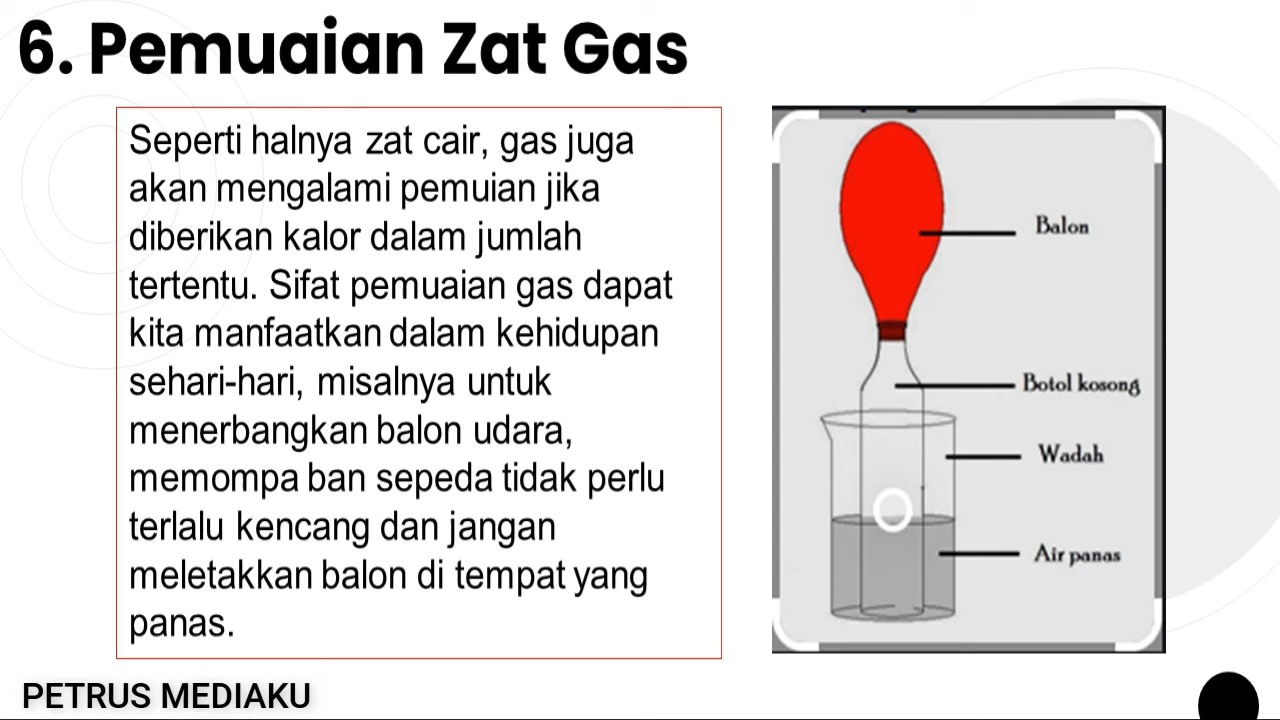 6. Pemuaian Zat Gas
Seperti halnya zat cair, gas juga
akan mengalami pemuian jika
diberikan kalor dalam jumlah
tertentu. Sifat pemuaian gas dapat
kita manfaatkan dalam kehidupan
sehari-hari, misalnya untuk
menerbangkan balon udara,
memompa ban sepeda tidak perlu
terlalu kencang dan jangan
meletakkan balon di tempat yang
panas.
Balon
Botol kosong
Wadah
Air panas
PETRUS MEDIAKU